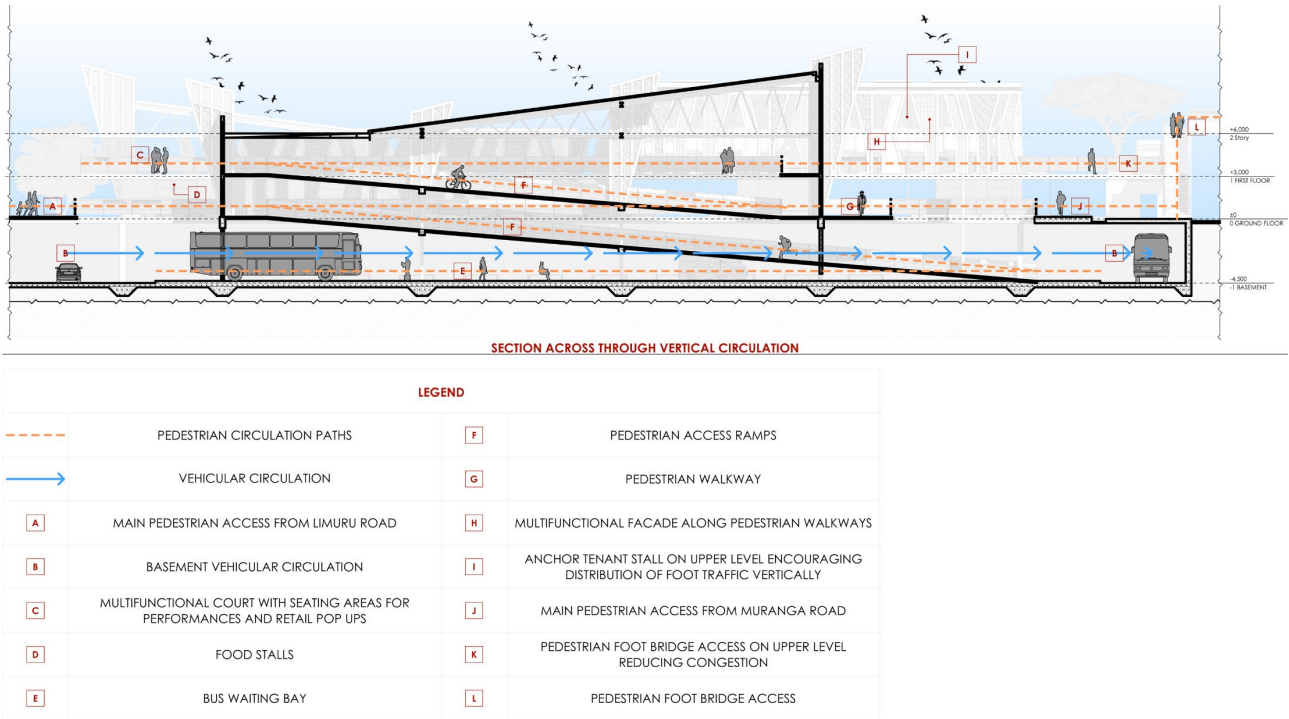 I
L
+6,000
2 Story
H
C
K
+3,000
1 FIRST FLOOR
F
D
A
G
J
±0
0 GROUND FLOOR
F
B
B
E
-4,500
-1 BASEMENT
SECTION ACROSS THROUGH VERTICAL CIRCULATION
LEGEND
PEDESTRIAN CIRCULATION PATHS
F
PEDESTRIAN ACCESS RAMPS
VEHICULAR CIRCULATION
G
PEDESTRIAN WALKWAY
A
MAIN PEDESTRIAN ACCESS FROM LIMURU ROAD
H
MULTIFUNCTIONAL FACADE ALONG PEDESTRIAN WALKWAYS
B
BASEMENT VEHICULAR CIRCULATION
I
ANCHOR TENANT STALL ON UPPER LEVEL ENCOURAGING
DISTRIBUTION OF FOOT TRAFFIC VERTICALLY
C
MULTIFUNCTIONAL COURT WITH SEATING AREAS FOR
PERFORMANCES AND RETAIL POP UPS
J
MAIN PEDESTRIAN ACCESS FROM MURANGA ROAD
D
FOOD STALLS
K
PEDESTRIAN FOOT BRIDGE ACCESS ON UPPER LEVEL
REDUCING CONGESTION
E
BUS WAITING BAY
L
PEDESTRIAN FOOT BRIDGE ACCESS